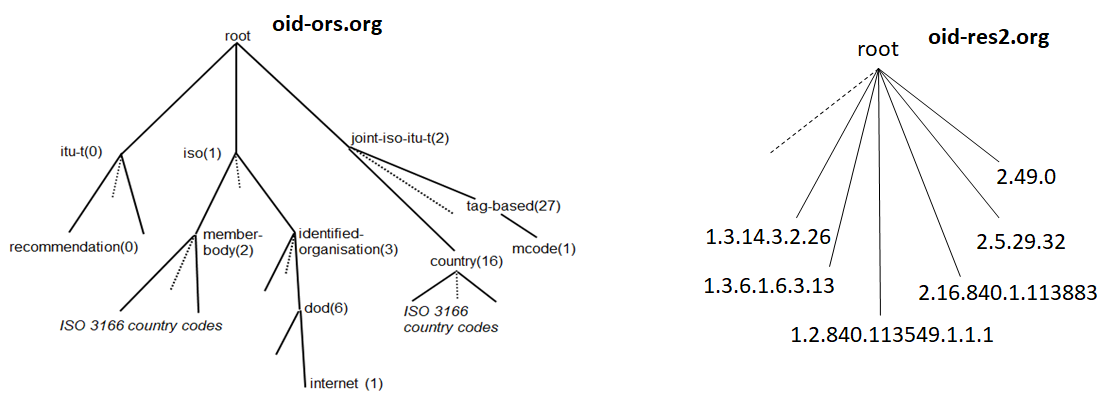 oid-ors.org
root
itu-t(0)
iso(1)
joint-iso-itu-t(2)
tag-based(27)
recommendation(0)
member-
body(2)
identified-
organisation(3)
mcode(1)
country(16)
ISO 3166 country codes
dod(6)
ISO 3166
country codes
internet (1)
oid-res2.org
root
2.49.0
1.3.14.3.2.26
2.5.29.32
1.3.6.1.6.3.13
2.16.840.1.113883
1.2.840.113549.1.1.1